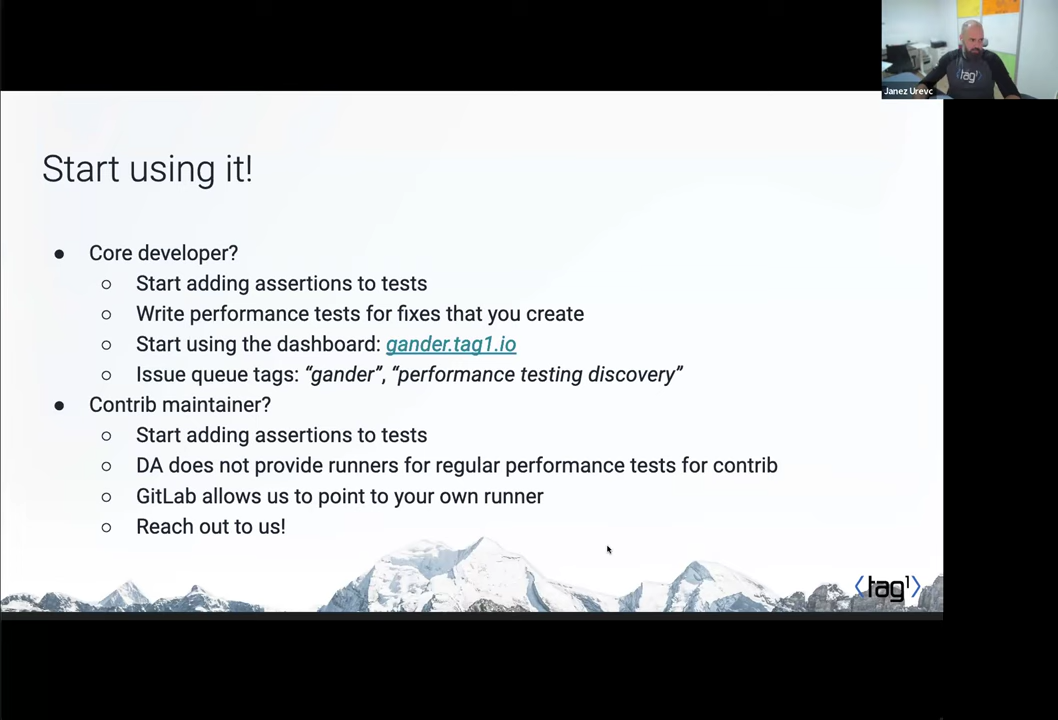 ⟨tag1⟩
Janez Urevc
Start using it!
● Core developer?
○ Start adding assertions to tests
○ Write performance tests for fixes that you create
○ Start using the dashboard: gander.tag1.io
○ Issue queue tags: “gander”, “performance testing discovery”
● Contrib maintainer?
○ Start adding assertions to tests
○ DA does not provide runners for regular performance tests for contrib
○ GitLab allows us to point to your own runner
○ Reach out to us!
⟨tag1⟩